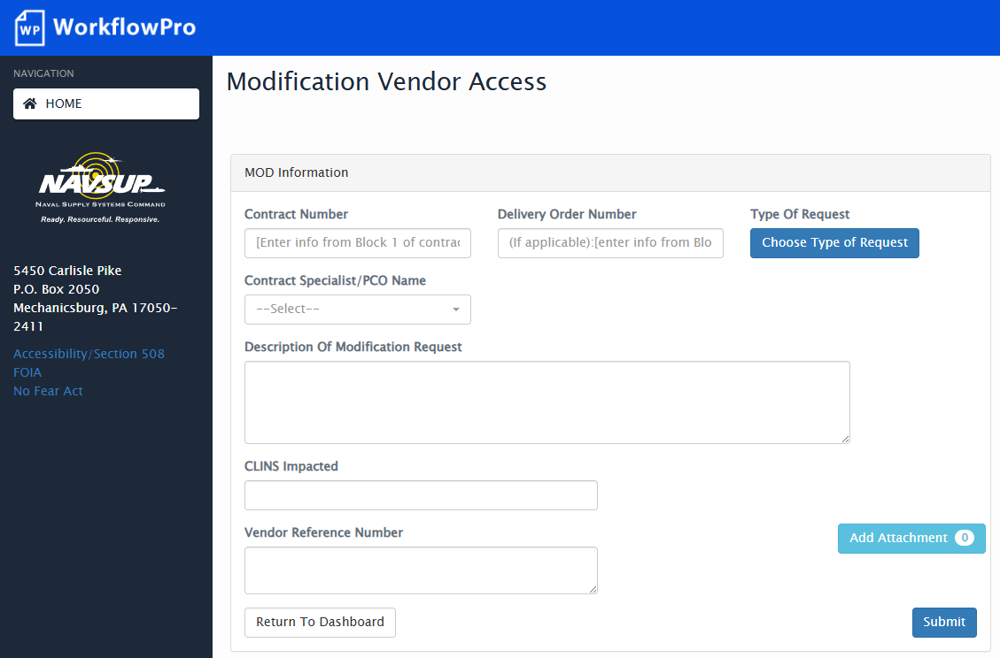 WP WorkflowPro
NAVIGATION
HOME
NAVSUP
NAVAL SUPPLY SYSTEMS COMMAND
Ready. Resourceful. Responsive.
5450 Carlisle Pike
P.O. Box 2050
Mechanicsburg, PA 17050-
2411
Accessibility/Section 508
FOIA
No Fear Act
Modification Vendor Access
MOD Information
Contract Number Delivery Order Number Type Of Request
[Enter info from Block 1 of contrac (If applicable):[enter info from Blo Choose Type of Request
Contract Specialist/PCO Name
--Select--
Description Of Modification Request
CLINS Impacted
Vendor Reference Number
Add Attachment 0
Return To Dashboard Submit